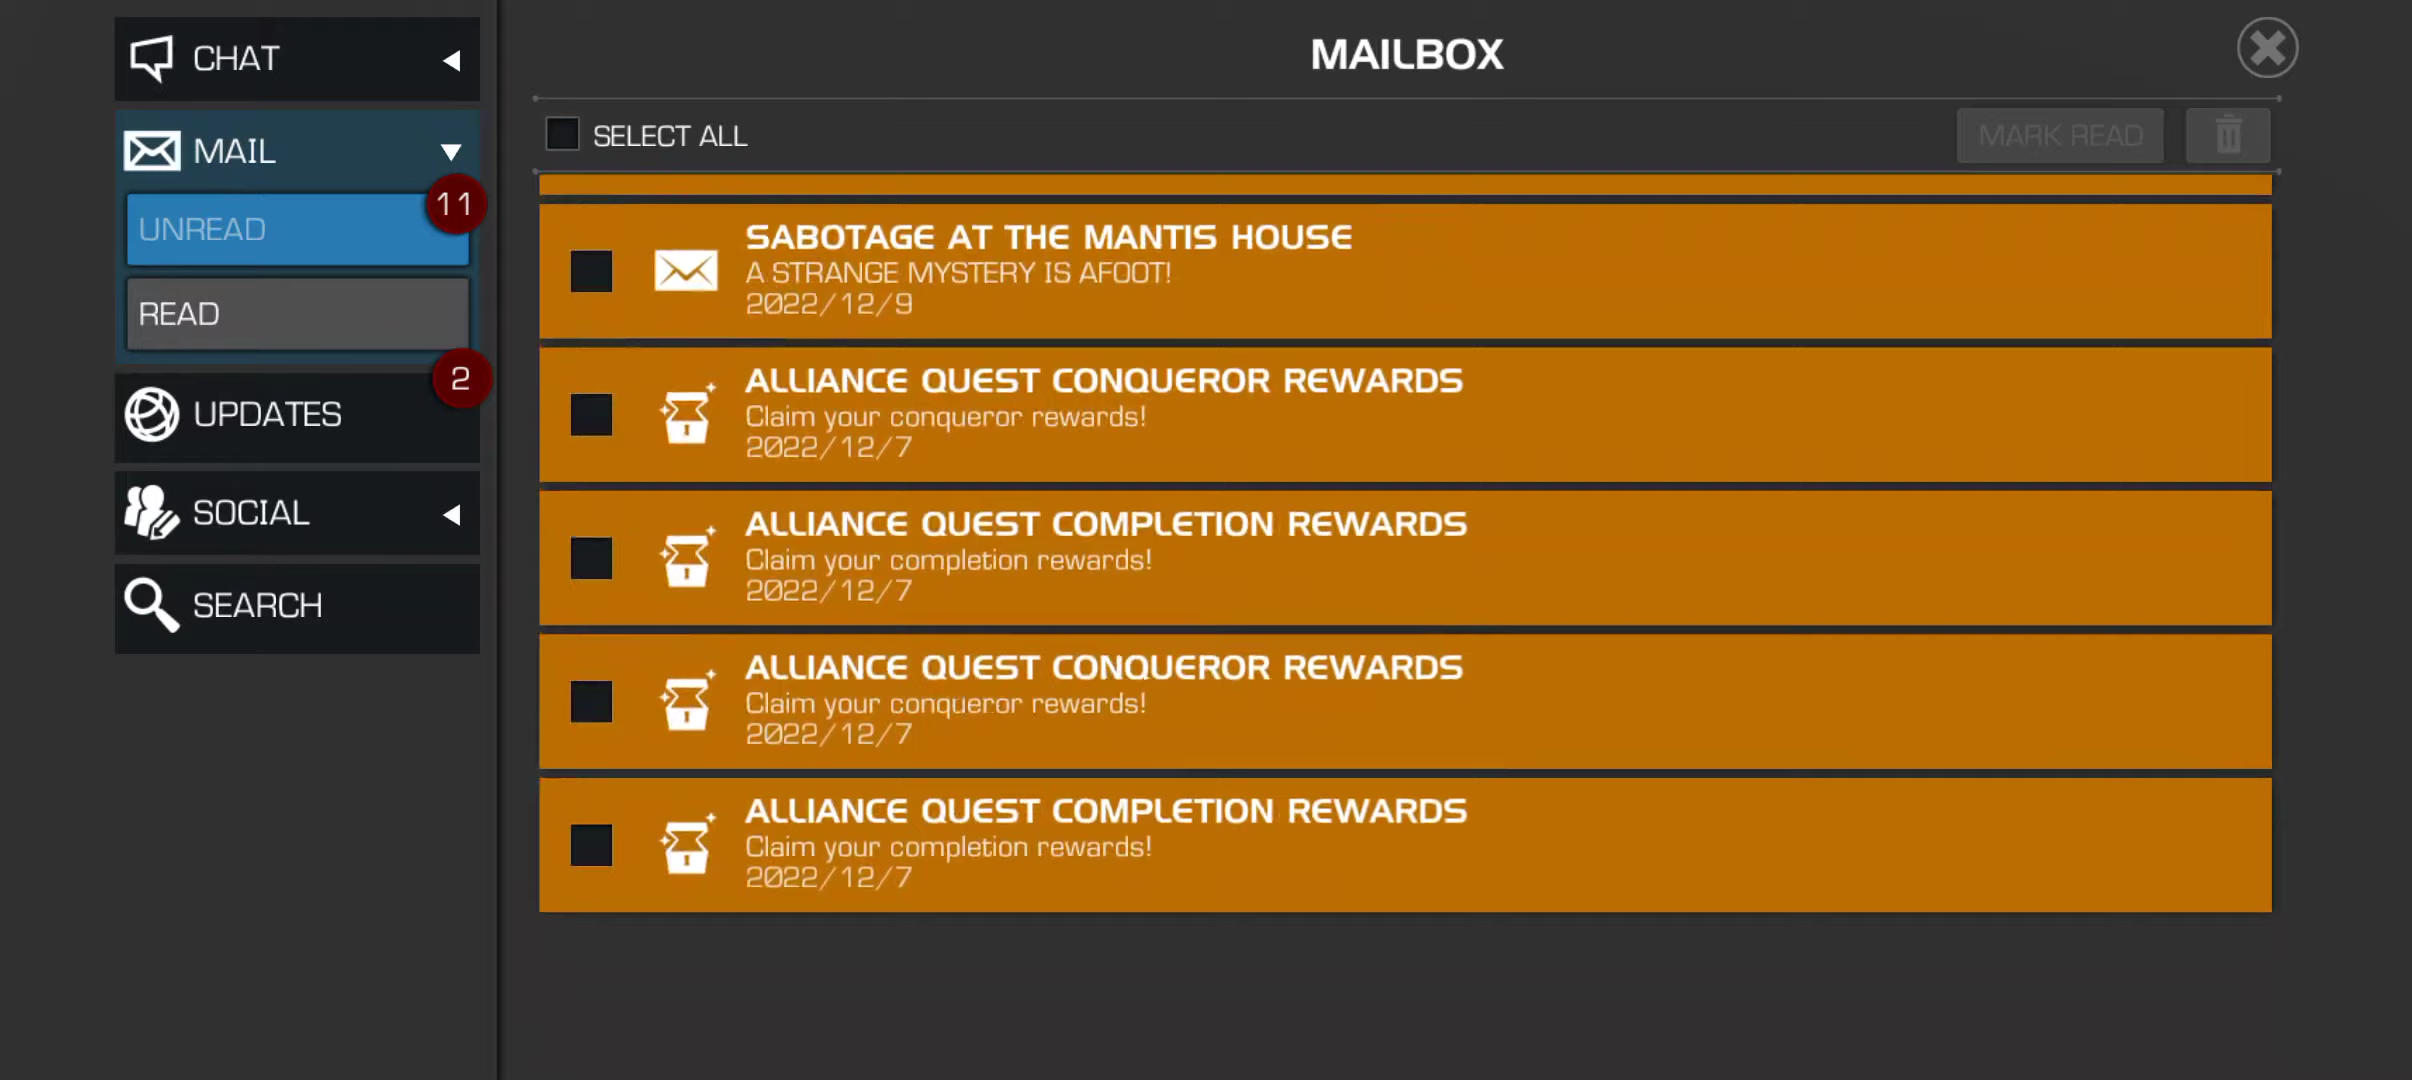 CHAT
MAIL
11
UNREAD
READ
2
UPDATES
SOCIAL
SEARCH
MAILBOX
SELECT ALL
MARK READ
SABOTAGE AT THE MANTIS HOUSE
A STRANGE MYSTERY IS AFOOT!
2022/12/9
ALLIANCE QUEST CONQUEROR REWARDS
Claim your conqueror rewards!
2022/12/7
ALLIANCE QUEST COMPLETION REWARDS
Claim your completion rewards!
2022/12/7
ALLIANCE QUEST CONQUEROR REWARDS
Claim your conqueror rewards!
2022/12/7
ALLIANCE QUEST COMPLETION REWARDS
Claim your completion rewards!
2022/12/7